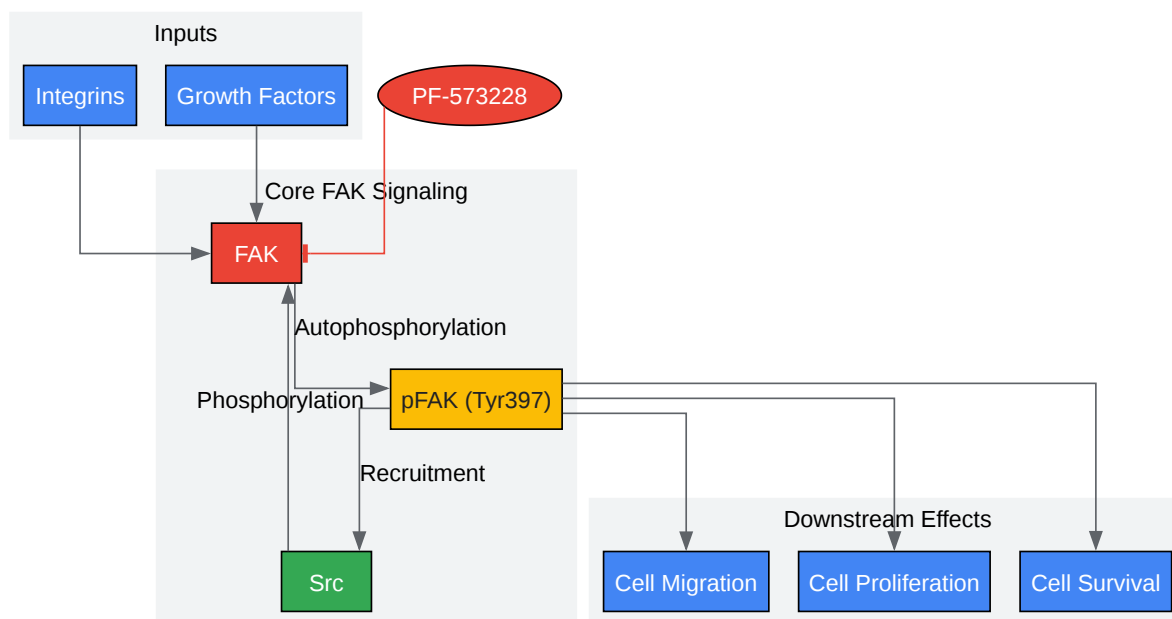 Inputs
Integrins
Growth Factors
PF-573228
Core FAK Signaling
FAK
Autophosphorylation
Phosphorylation
pFAK (Tyr397)
Recruitment
Downstream Effects
Src
Cell Migration
Cell Proliferation
Cell Survival